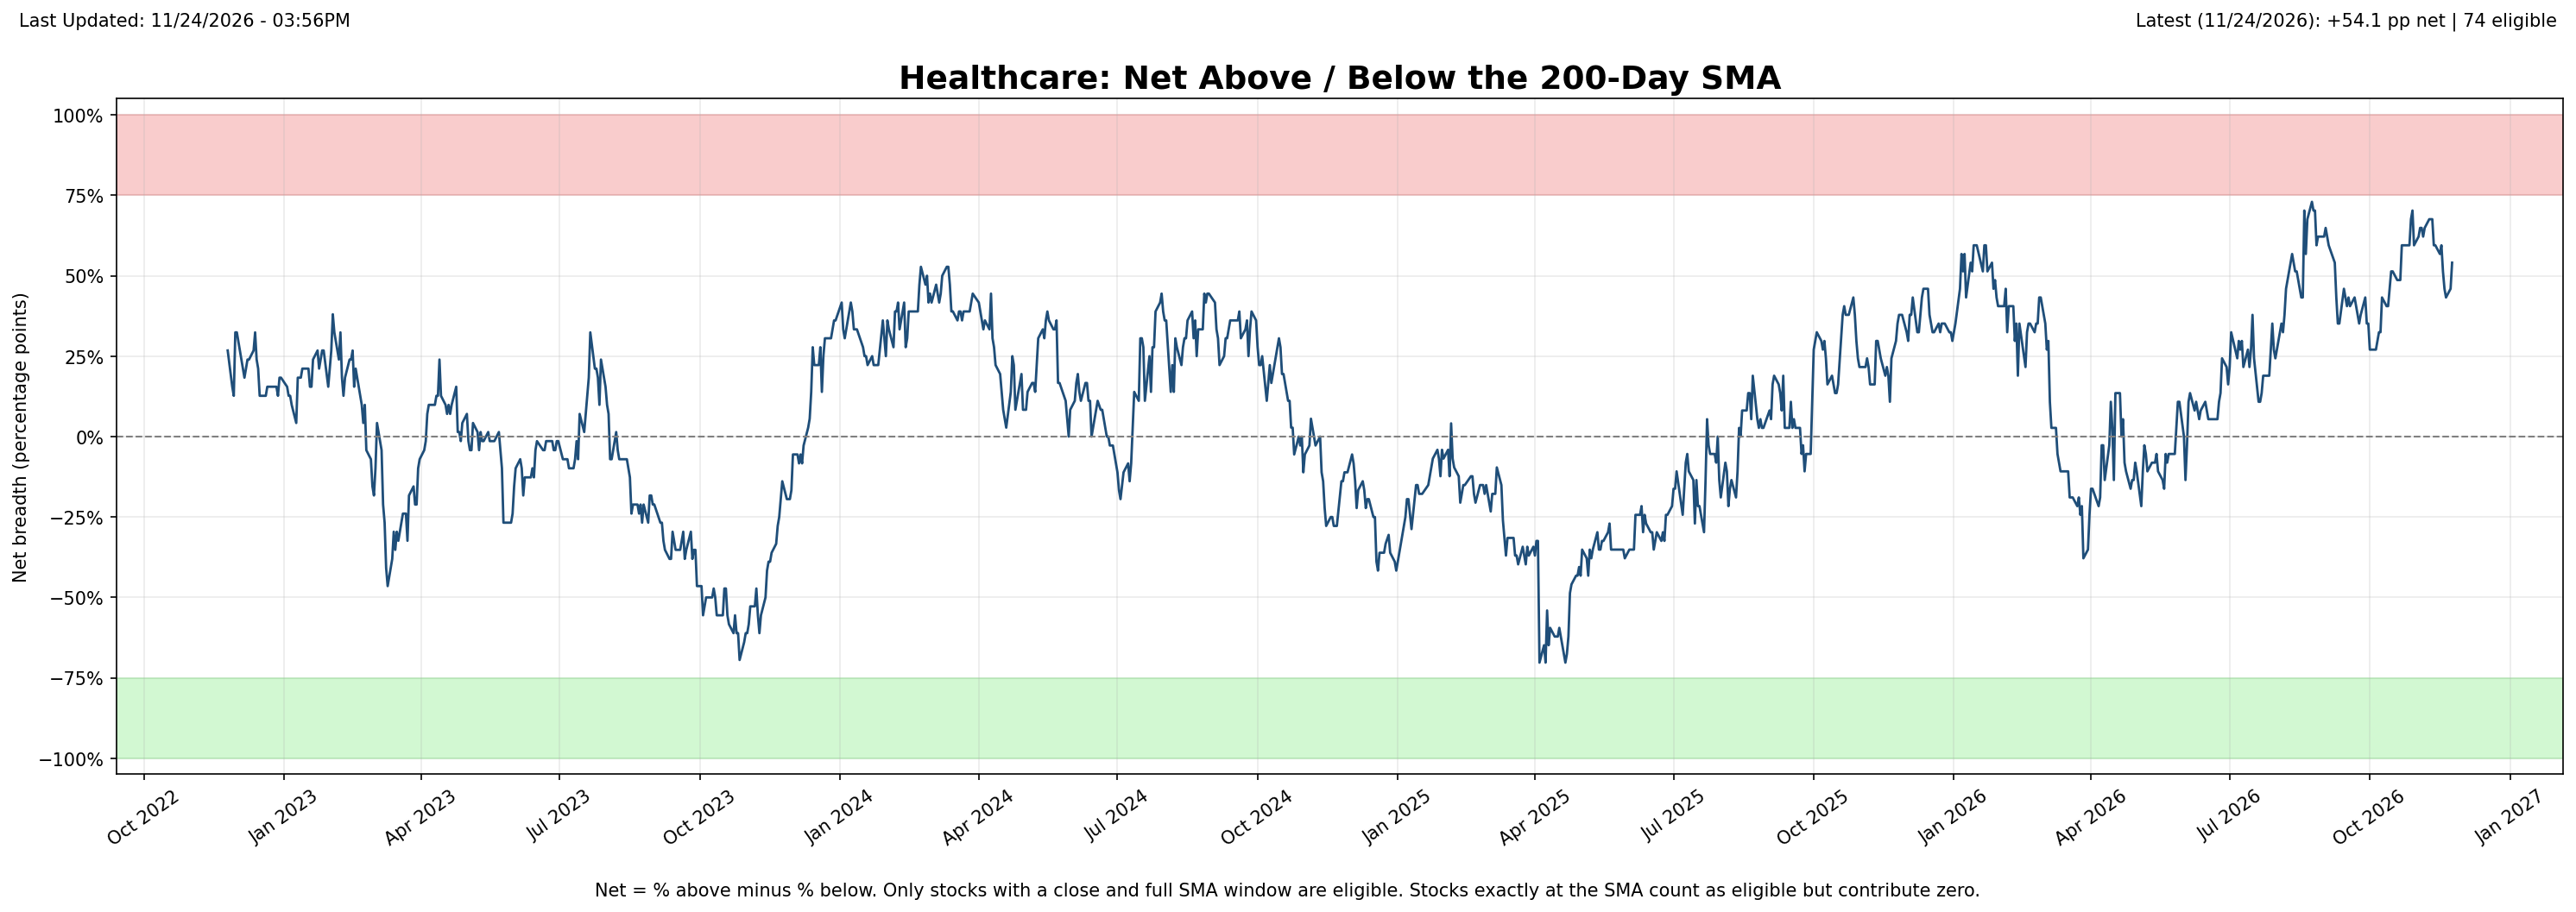 Last Updated: 11/24/2026 - 03:56PM
Latest (11/24/2026): +54.1 pp net | 74 eligible
Healthcare: Net Above / Below the 200-Day SMA
Net breadth (percentage points)
100%
75%
50%
25%
0%
−25%
−50%
−75%
−100%
Oct 2022
Jan 2023
Apr 2023
Jul 2023
Oct 2023
Jan 2024
Apr 2024
Jul 2024
Oct 2024
Jan 2025
Apr 2025
Jul 2025
Oct 2025
Jan 2026
Apr 2026
Jul 2026
Oct 2026
Jan 2027
Net = % above minus % below. Only stocks with a close and full SMA window are eligible. Stocks exactly at the SMA count as eligible but contribute zero.